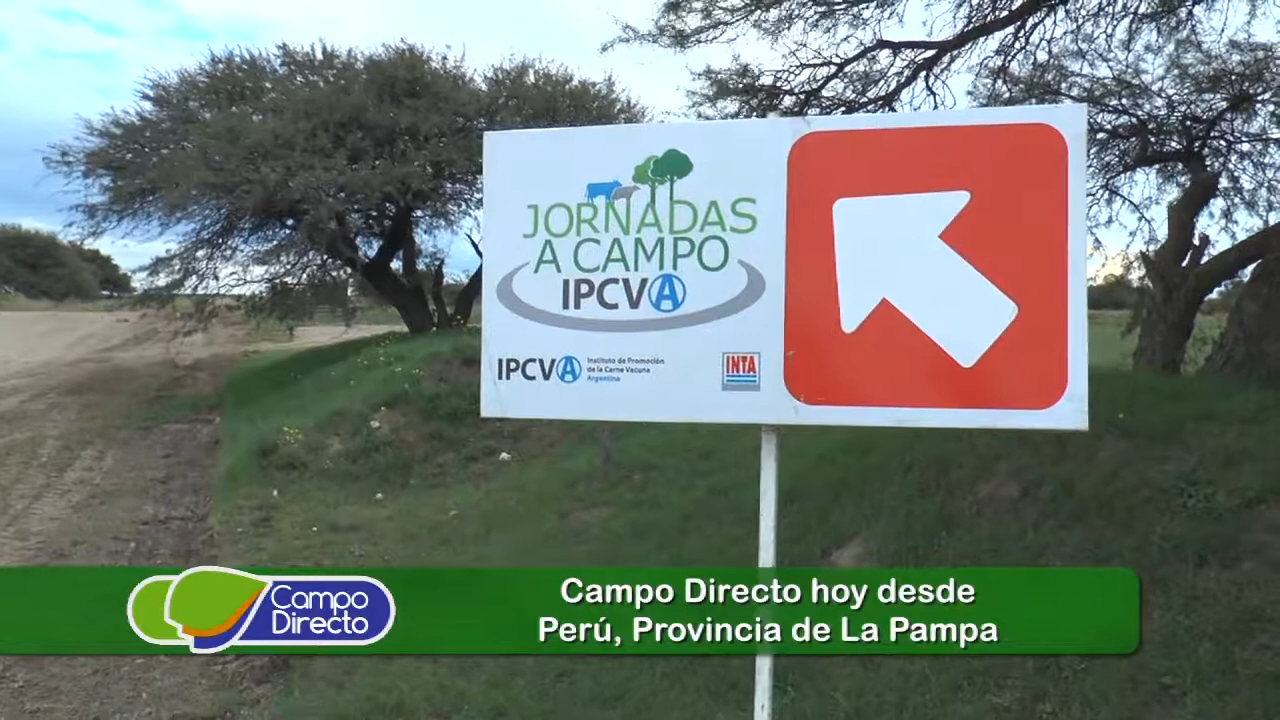 JORNADAS
A CAMPO
IPCVA
IPCVA
Instituto de Promoción
de la Carne Vacuna
Argentina
INTA
Campo
Directo
Campo Directo hoy desde
Perú, Provincia de La Pampa